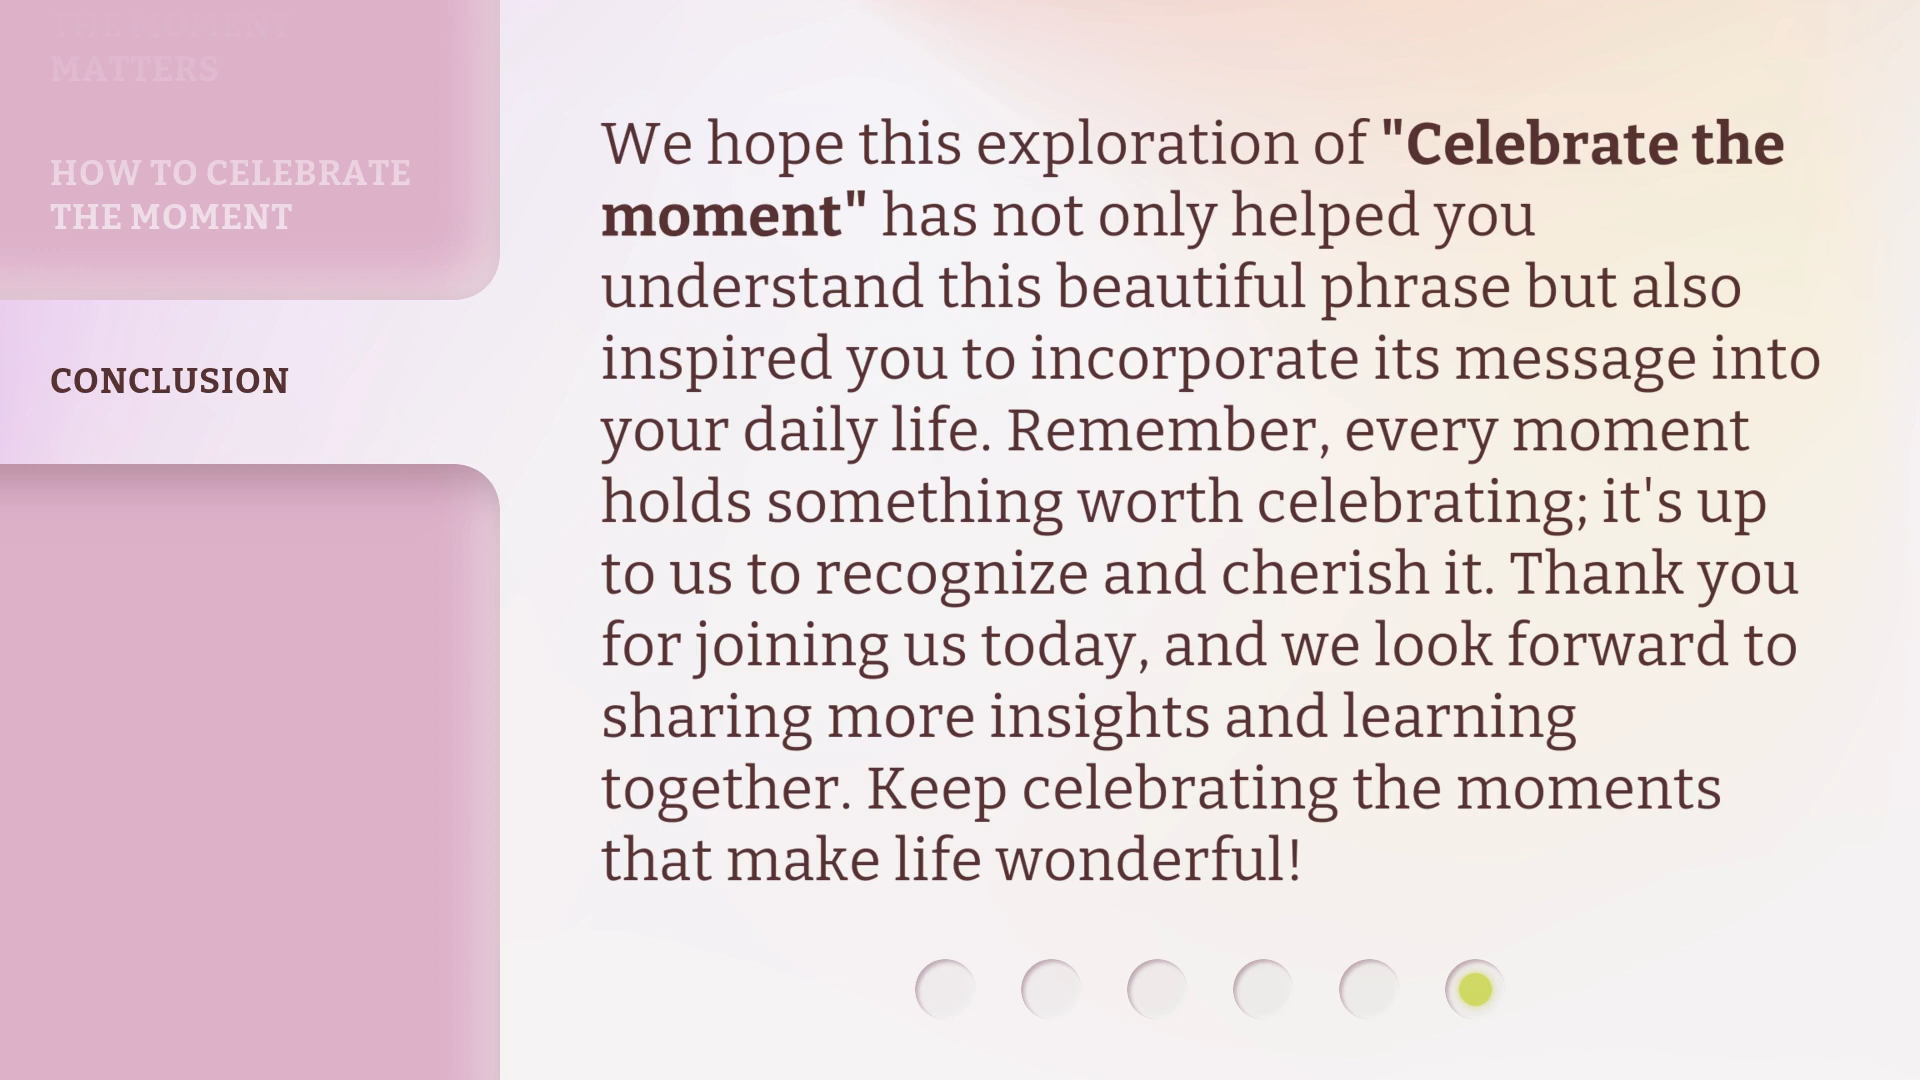 THE MOMENT
MATTERS
HOW TO CELEBRATE
THE MOMENT
CONCLUSION
We hope this exploration of "Celebrate the
moment" has not only helped you
understand this beautiful phrase but also
inspired you to incorporate its message into
your daily life. Remember, every moment
holds something worth celebrating; it's up
to us to recognize and cherish it. Thank you
for joining us today, and we look forward to
sharing more insights and learning
together. Keep celebrating the moments
that make life wonderful!